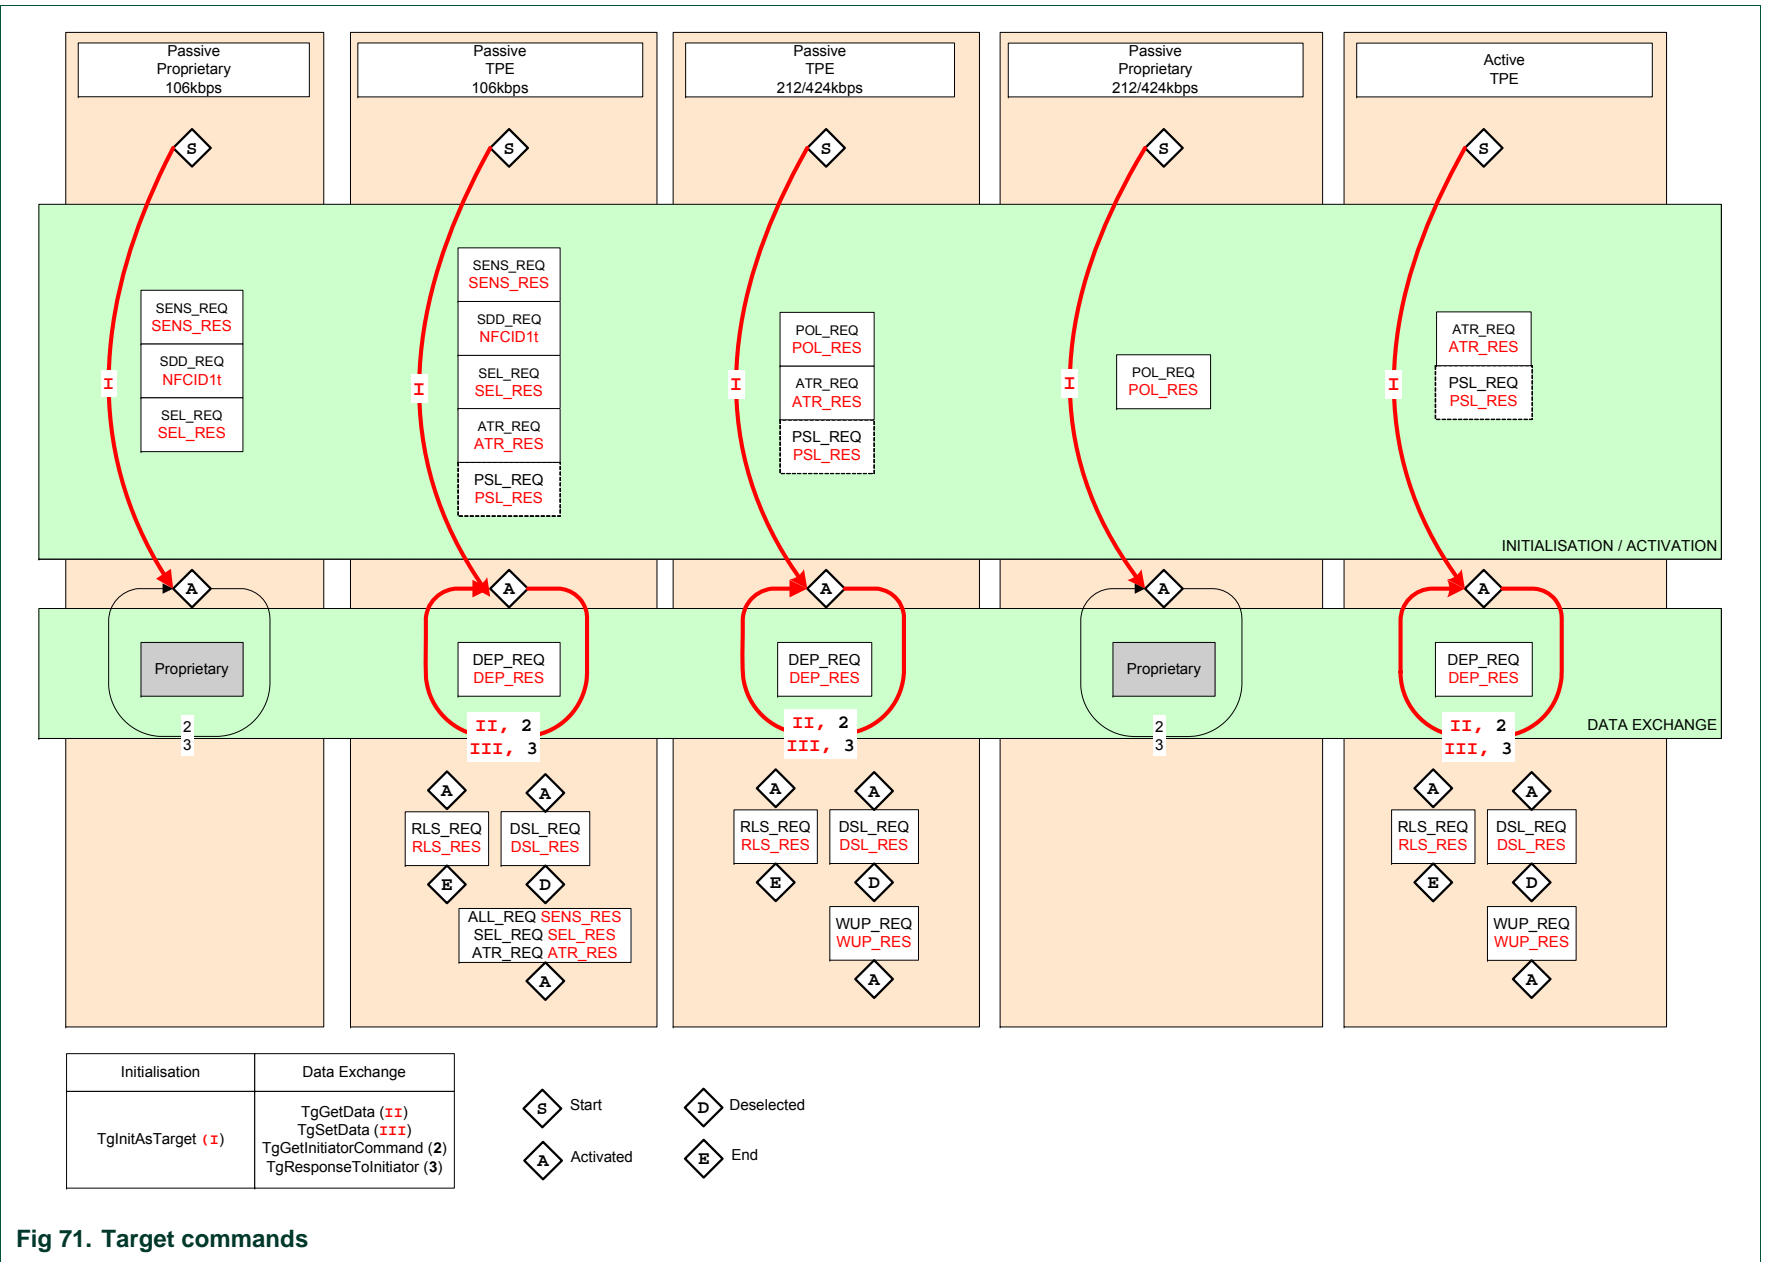 Passive
Proprietary
106kbps
Passive
TPE
106kbps
Passive
TPE
212/424kbps
Passive
Proprietary
212/424kbps
Active
TPE
S
S
S
S
S
I
SENS_REQ
SENS_RES
SDD_REQ
NFCID1t
SEL_REQ
SEL_RES
I
SENS_REQ
SENS_RES
SDD_REQ
NFCID1t
SEL_REQ
SEL_RES
ATR_REQ
ATR_RES
PSL_REQ
PSL_RES
I
POL_REQ
POL_RES
ATR_REQ
ATR_RES
PSL_REQ
PSL_RES
I
POL_REQ
POL_RES
I
ATR_REQ
ATR_RES
PSL_REQ
PSL_RES
INITIALISATION / ACTIVATION
A
A
A
A
A
Proprietary
2
3
DEP_REQ
DEP_RES
II, 2
III, 3
DEP_REQ
DEP_RES
II, 2
III, 3
Proprietary
2
3
DEP_REQ
DEP_RES
II, 2
III, 3
DATA EXCHANGE
A
RLS_REQ
RLS_RES
E
A
DSL_REQ
DSL_RES
D
ALL_REQ SENS_RES
SEL_REQ SEL_RES
ATR_REQ ATR_RES
A
A
RLS_REQ
RLS_RES
E
A
DSL_REQ
DSL_RES
D
WUP_REQ
WUP_RES
A
A
RLS_REQ
RLS_RES
E
A
DSL_REQ
DSL_RES
D
WUP_REQ
WUP_RES
A
Initialisation
Data Exchange
TgInitAsTarget (I)
TgGetData (II)
TgSetData (III)
TgGetInitiatorCommand (2)
TgResponseToInitiator (3)
S Start
D Deselected
A Activated
E End
Fig 71. Target commands